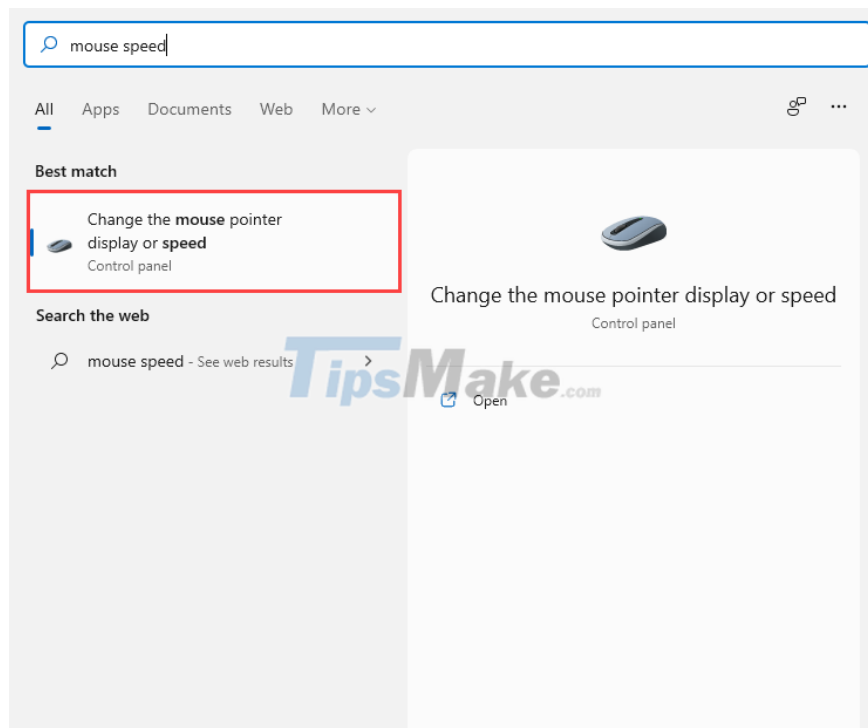 mouse speed
All Apps Documents Web More
Best match
Change the mouse pointer
display or speed
Control panel
Search the web
mouse speed - See web results
Change the mouse pointer display or speed
Control panel
Open
TipsMake.com